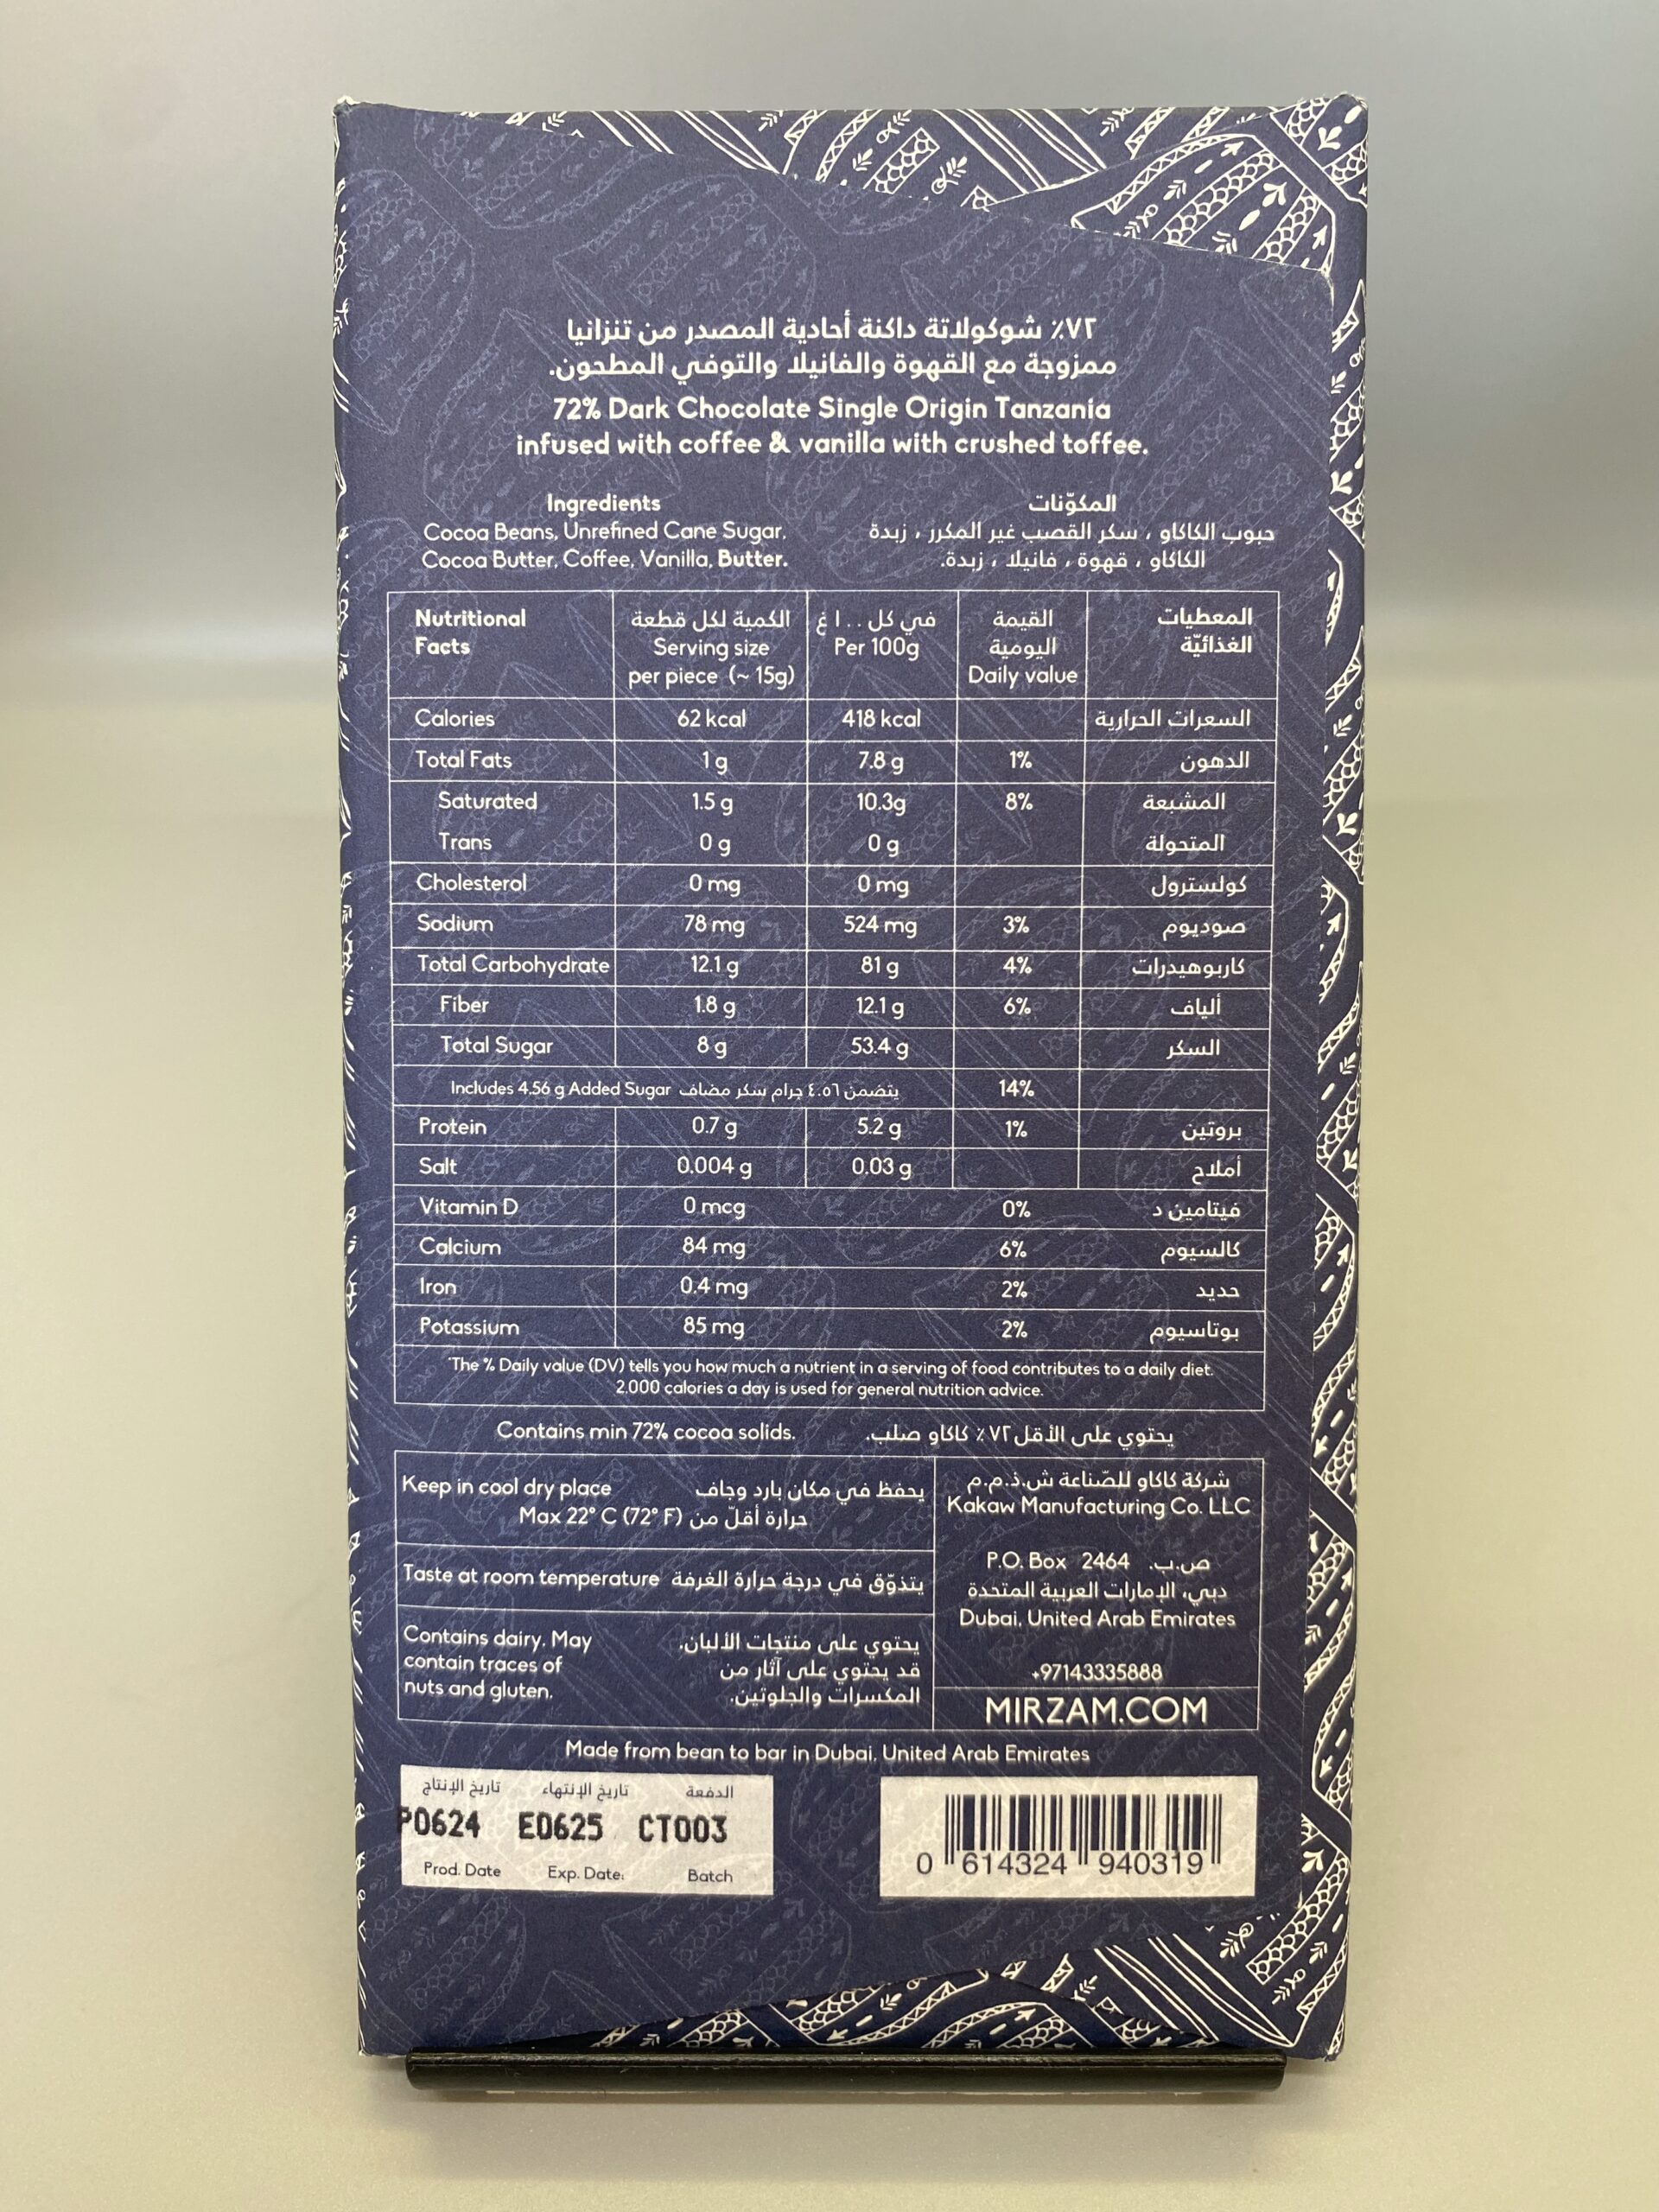 ٧٢٪ شوكولاتة داكنة أحادية المصدر من تنزانيا
ممزوجة مع القهوة والفانيلا والتوفي المطحون.
72% Dark Chocolate Single Origin Tanzania
infused with coffee & vanilla with crushed toffee.
Ingredients المكوّنات
Cocoa Beans, Unrefined Cane Sugar, حبوب الكاكاو ، سكر القصب غير المكرر ، زبدة
Cocoa Butter, Coffee, Vanilla, Butter. الكاكاو ، قهوة ، فانيلا ، زبدة.
Nutritional الكمية لكل قطعة في كل ١٠٠ غ القيمة المعطيات
Facts Serving size Per 100g اليومية الغذائيّة
per piece (~ 15g) Daily value
Calories 62 kcal 418 kcal السعرات الحرارية
Total Fats 1 g 7.8 g 1% الدهون
Saturated 1.5 g 10.3g 8% المشبعة
Trans 0 g 0 g المتحولة
Cholesterol 0 mg 0 mg كولسترول
Sodium 78 mg 524 mg 3% صوديوم
Total Carbohydrate 12.1 g 81 g 4% كاربوهيدرات
Fiber 1.8 g 12.1 g 6% ألياف
Total Sugar 8 g 53.4 g السكر
Includes 4.56 g Added Sugar يتضمن ٤.٥٦ جرام سكر مضاف 14%
Protein 0.7 g 5.2 g 1% بروتين
Salt 0.004 g 0.03 g أملاح
Vitamin D 0 mcg 0% فيتامين د
Calcium 84 mg 6% كالسيوم
Iron 0.4 mg 2% حديد
Potassium 85 mg 2% بوتاسيوم
*The % Daily value (DV) tells you how much a nutrient in a serving of food contributes to a daily diet.
2,000 calories a day is used for general nutrition advice.
Contains min 72% cocoa solids. يحتوي على الأقل ٧٢٪ كاكاو صلب.
Keep in cool dry place يحفظ في مكان بارد وجاف
Max 22° C (72° F) حرارة أقلّ من
Taste at room temperature يتذوّق في درجة حرارة الغرفة
Contains dairy. May يحتوي على منتجات الألبان.
contain traces of قد يحتوي على آثار من
nuts and gluten. المكسرات والجلوتين.
شركة كاكاو للصّناعة ش.ذ.م.م
Kakaw Manufacturing Co. LLC
P.O. Box 2464 ص.ب.
دبي، الإمارات العربية المتحدة
Dubai, United Arab Emirates
+97143335888
MIRZAM.COM
Made from bean to bar in Dubai, United Arab Emirates
تاريخ الإنتاج تاريخ الإنتهاء الدفعة
P0624 E0625 CT003
Prod. Date Exp. Date: Batch
0 614324 940319